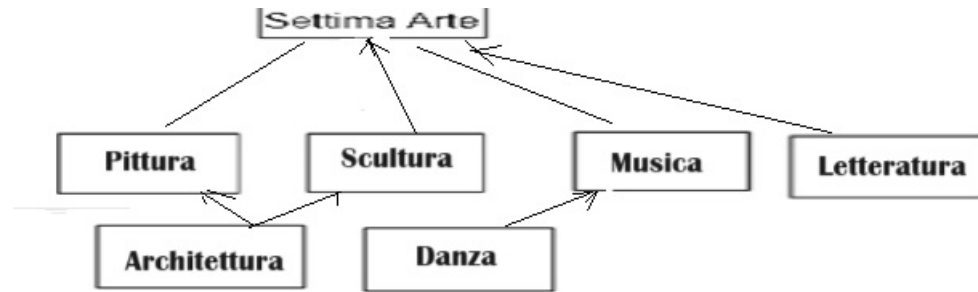 Settima Arte
Pittura
Scultura
Musica
Letteratura
Architettura
Danza